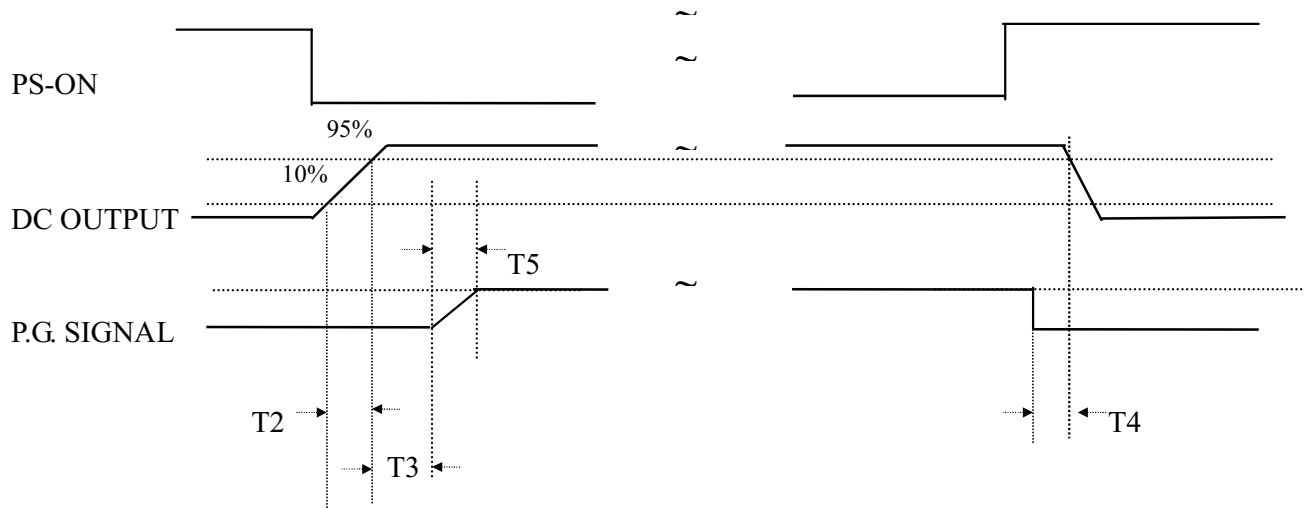 ~
~
PS-ON
95%
~
10%
DC OUTPUT
T5
~
P.G. SIGNAL
T2
T4
T3